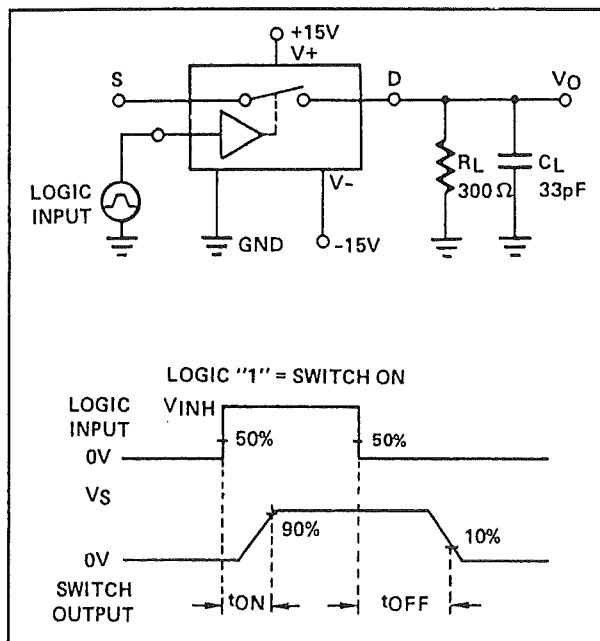 +15V
V+
S
D
VO
LOGIC
INPUT
RL
300 Ω
CL
33pF
V-
GND
-15V
LOGIC "1" = SWITCH ON
LOGIC
INPUT
VINH
50%
50%
0V
VS
90%
10%
0V
SWITCH
OUTPUT
tON
tOFF